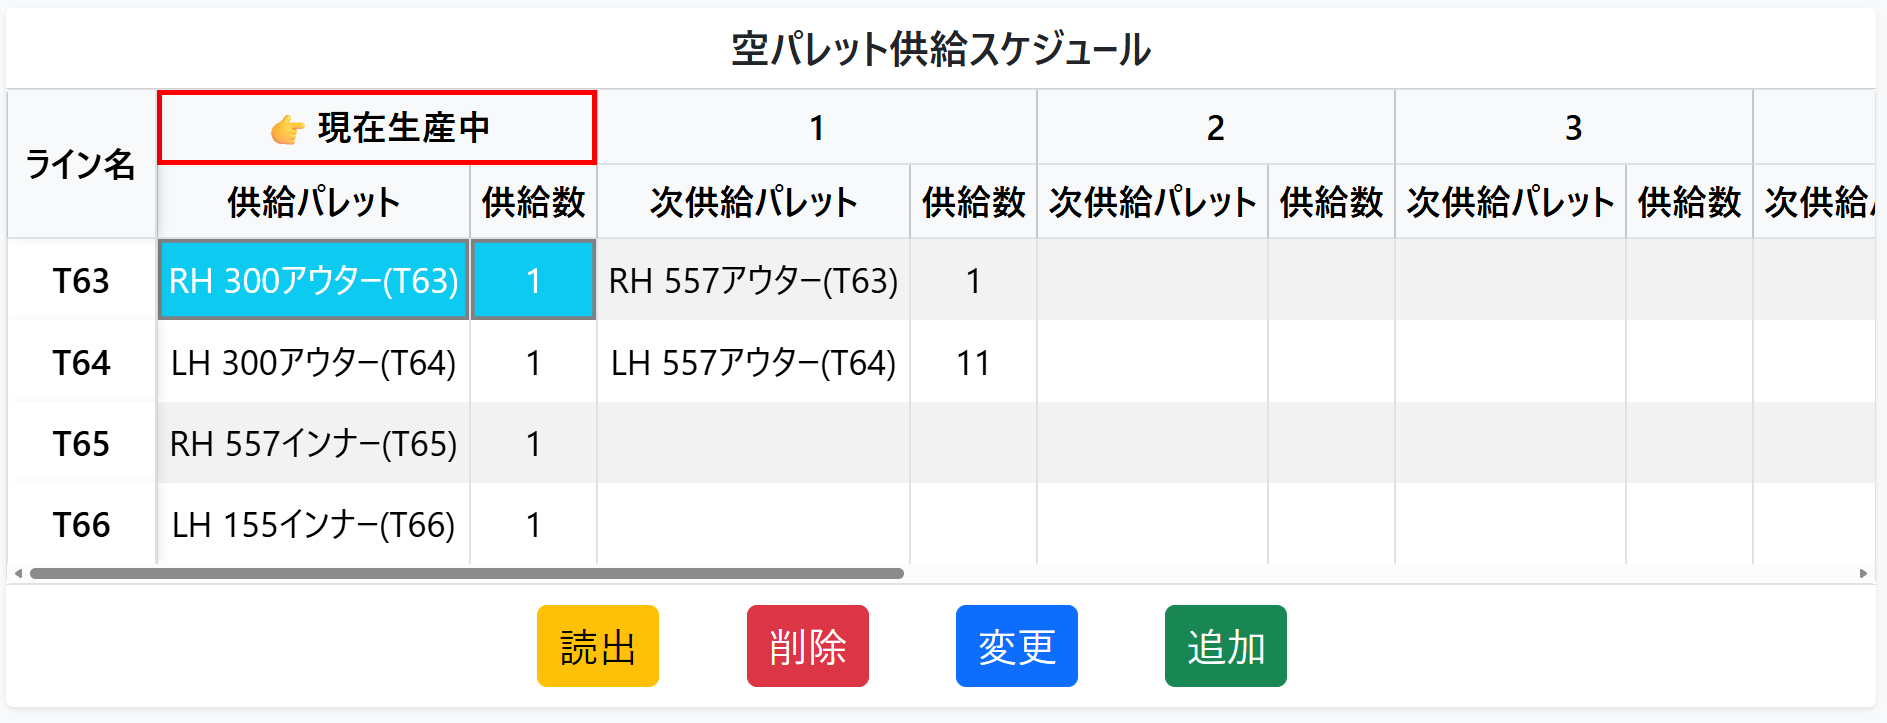 空パレット供給スケジュール
ライン名 👉 現在生産中 1 2 3
供給パレット 供給数 次供給パレット 供給数 次供給パレット 供給数 次供給パレット 供給数 次供給
T63 RH 300アウター(T63) 1 RH 557アウター(T63) 1
T64 LH 300アウター(T64) 1 LH 557アウター(T64) 11
T65 RH 557インナー(T65) 1
T66 LH 155インナー(T66) 1
読出 削除 変更 追加